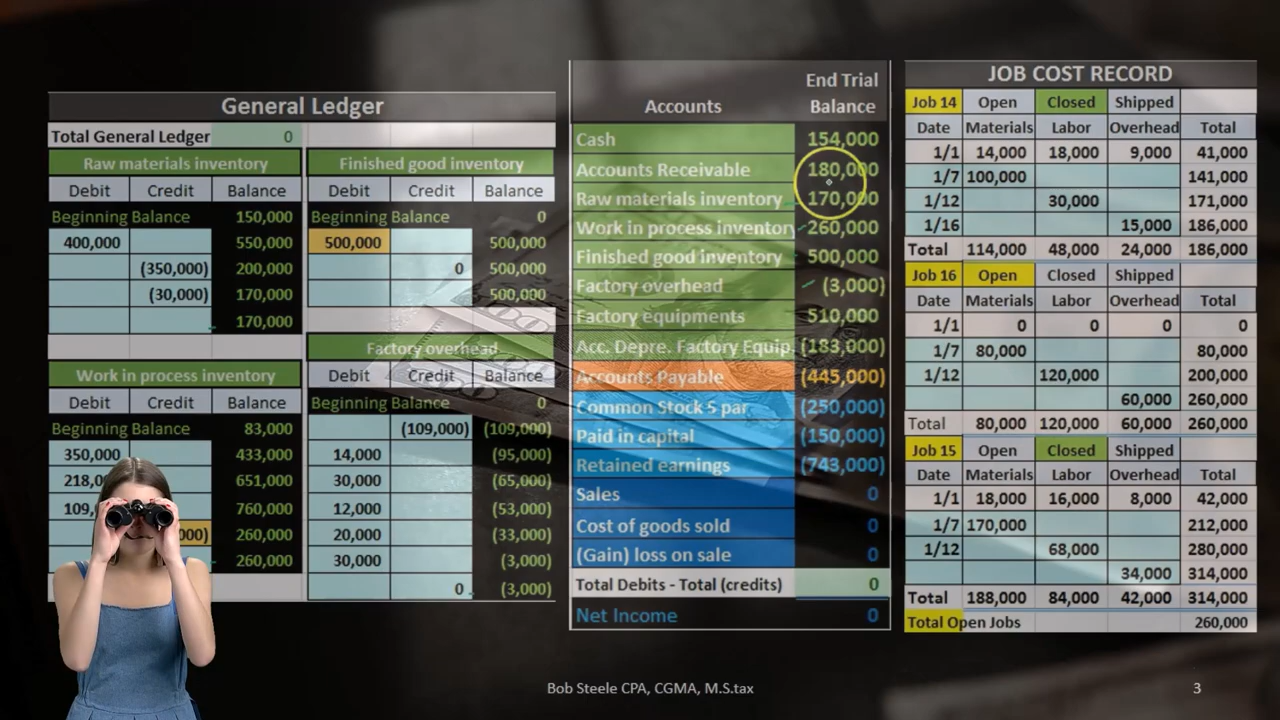 General Ledger
Total General Ledger 0
Raw materials inventory
Debit Credit Balance
Beginning Balance 150,000
400,000 550,000
(350,000) 200,000
(30,000) 170,000
170,000
Work in process inventory
Debit Credit Balance
Beginning Balance 83,000
350,000 433,000
218,0 651,000
109, 760,000
00) 260,000
260,000
Finished good inventory
Debit Credit Balance
Beginning Balance 0
500,000 500,000
0 500,000
500,000
Factory overhead
Debit Credit Balance
Beginning Balance 0
(109,000) (109,000)
14,000 (95,000)
30,000 (65,000)
12,000 (53,000)
20,000 (33,000)
30,000 (3,000)
0 (3,000)
End Trial
Accounts Balance
Cash 154,000
Accounts Receivable 180,000
Raw materials inventory 170,000
Work in process inventory 260,000
Finished good inventory 500,000
Factory overhead (3,000)
Factory equipments 510,000
Acc. Depre. Factory Equip. (183,000)
Accounts Payable (445,000)
Common Stock 5 par (250,000)
Paid in capital (150,000)
Retained earnings (743,000)
Sales 0
Cost of goods sold 0
(Gain) loss on sale 0
Total Debits - Total (credits) 0
Net Income 0
JOB COST RECORD
Job 14 Open Closed Shipped
Date Materials Labor Overhead Total
1/1 14,000 18,000 9,000 41,000
1/7 100,000 141,000
1/12 30,000 171,000
1/16 15,000 186,000
Total 114,000 48,000 24,000 186,000
Job 16 Open Closed Shipped
Date Materials Labor Overhead Total
1/1 0 0 0 0
1/7 80,000 80,000
1/12 120,000 200,000
60,000 260,000
Total 80,000 120,000 60,000 260,000
Job 15 Open Closed Shipped
Date Materials Labor Overhead Total
1/1 18,000 16,000 8,000 42,000
1/7 170,000 212,000
1/12 68,000 280,000
34,000 314,000
Total 188,000 84,000 42,000 314,000
Total Open Jobs 260,000
Bob Steele CPA, CGMA, M.S.tax
3